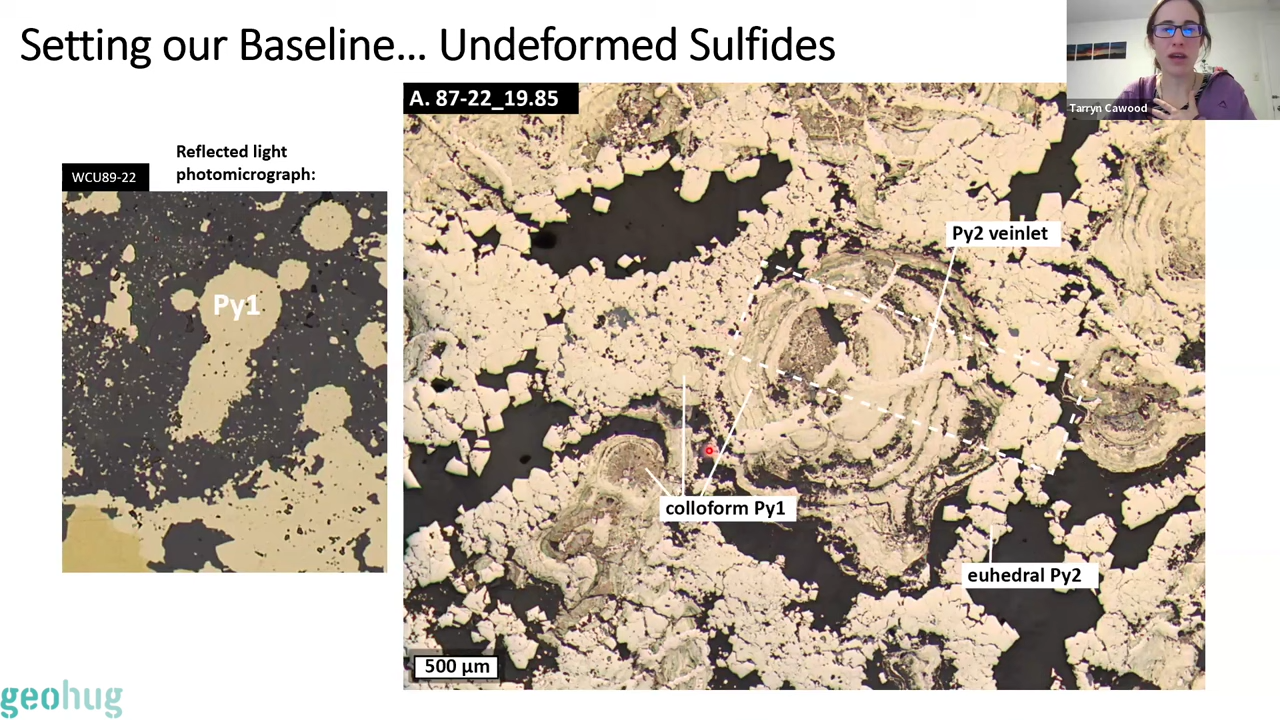 Setting our Baseline... Undeformed Sulfides
Tarryn Cawood
Reflected light
photomicrograph:
WCU89-22
Py1
A. 87-22_19.85
Py2 veinlet
colloform Py1
euhedral Py2
500 µm
geohug